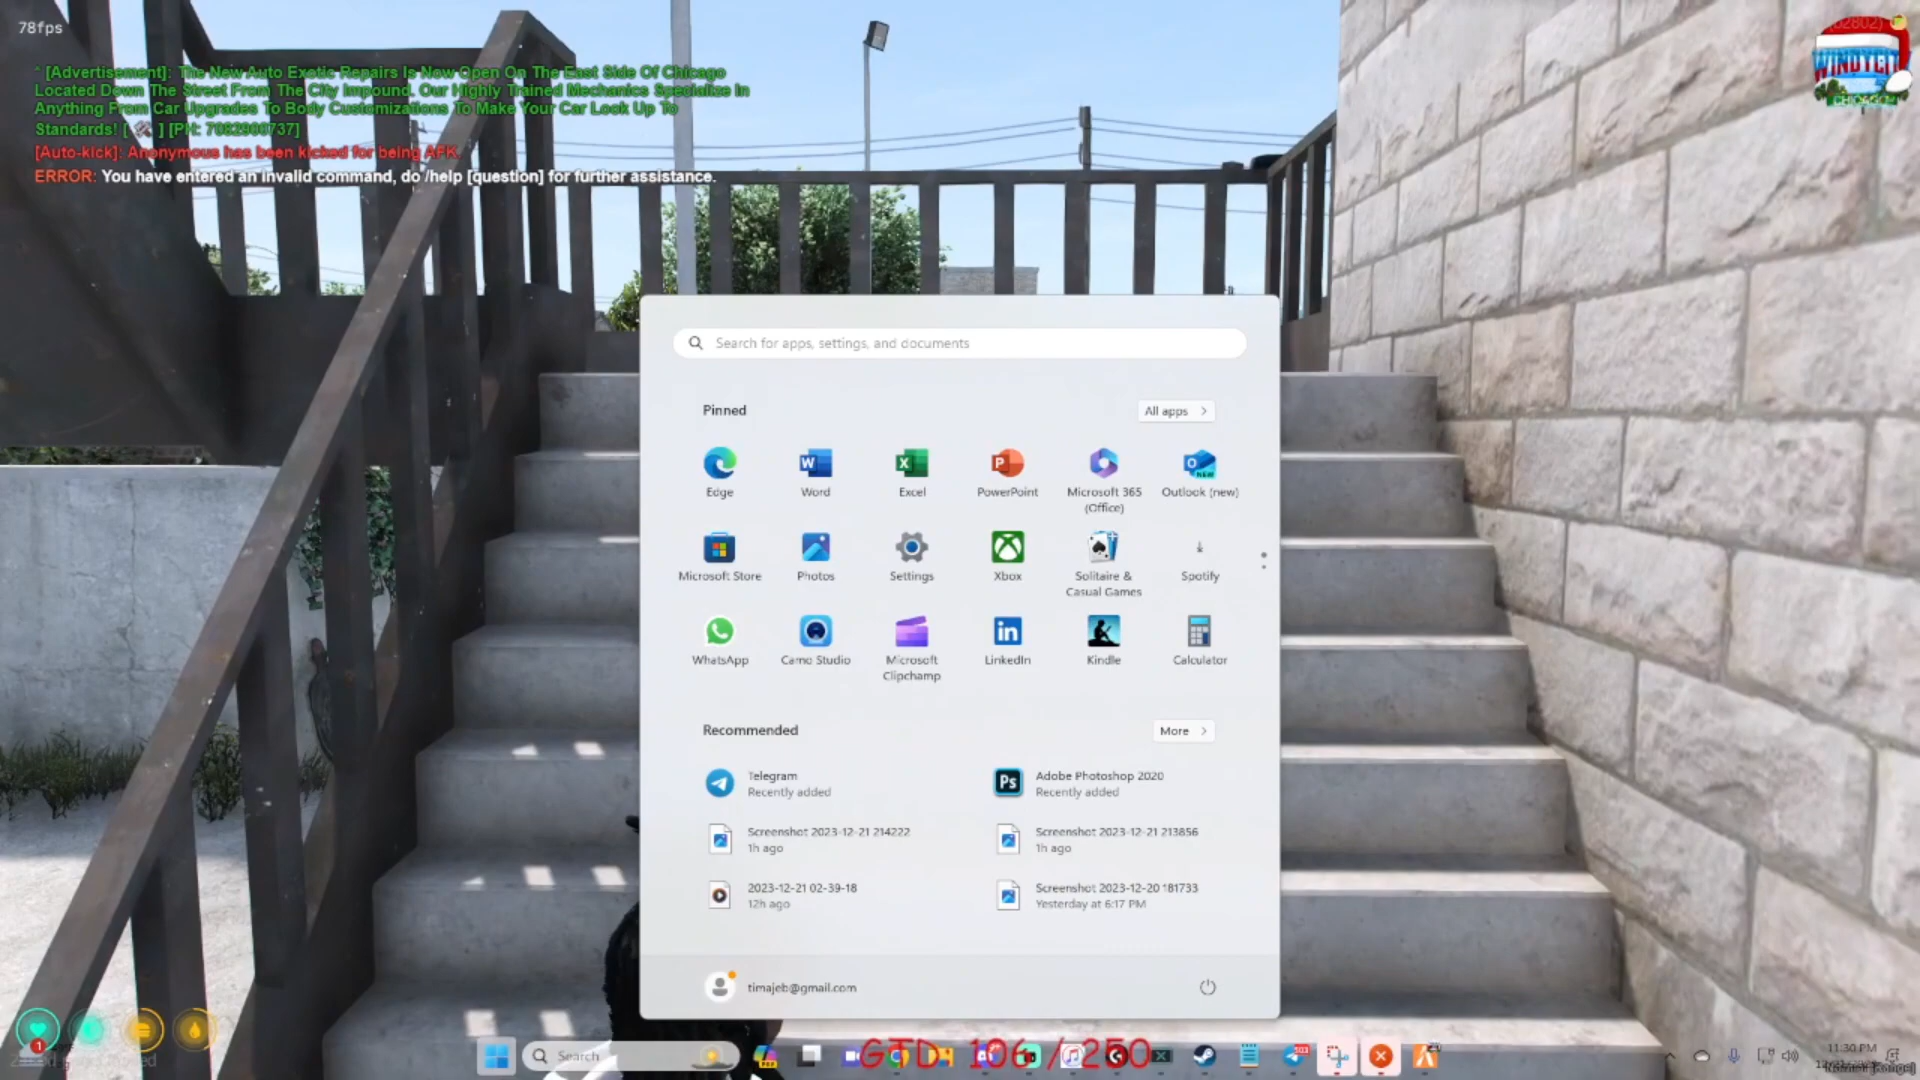 78fps
^ [Advertisement]: The New Auto Exotic Repairs Is Now Open On The East Side Of Chicago
Located Down The Street From The City Impound. Our Highly Trained Mechanics Specialize In
Anything From Car Upgrades To Body Customizations To Make Your Car Look Up To
Standards! [ 🛠 ] [PH: 7082960737]
[Auto-kick]: Anonymous has been kicked for being AFK.
ERROR: You have entered an invalid command, do /help [question] for further assistance.
WINDYCITY
CHICAGO
Search for apps, settings, and documents
Pinned
All apps
Edge
Word
Excel
PowerPoint
Microsoft 365
(Office)
Outlook (new)
Microsoft Store
Photos
Settings
Xbox
Solitaire &
Casual Games
Spotify
WhatsApp
Camo Studio
Microsoft
Clipchamp
LinkedIn
Kindle
Calculator
Recommended
More
Telegram
Recently added
Adobe Photoshop 2020
Recently added
Screenshot 2023-12-21 214222
1h ago
Screenshot 2023-12-21 213856
1h ago
2023-12-21 02-39-18
12h ago
Screenshot 2023-12-20 181733
Yesterday at 6:17 PM
timajeb@gmail.com
1
Search
GTD: 106 / 250
11:30 PM